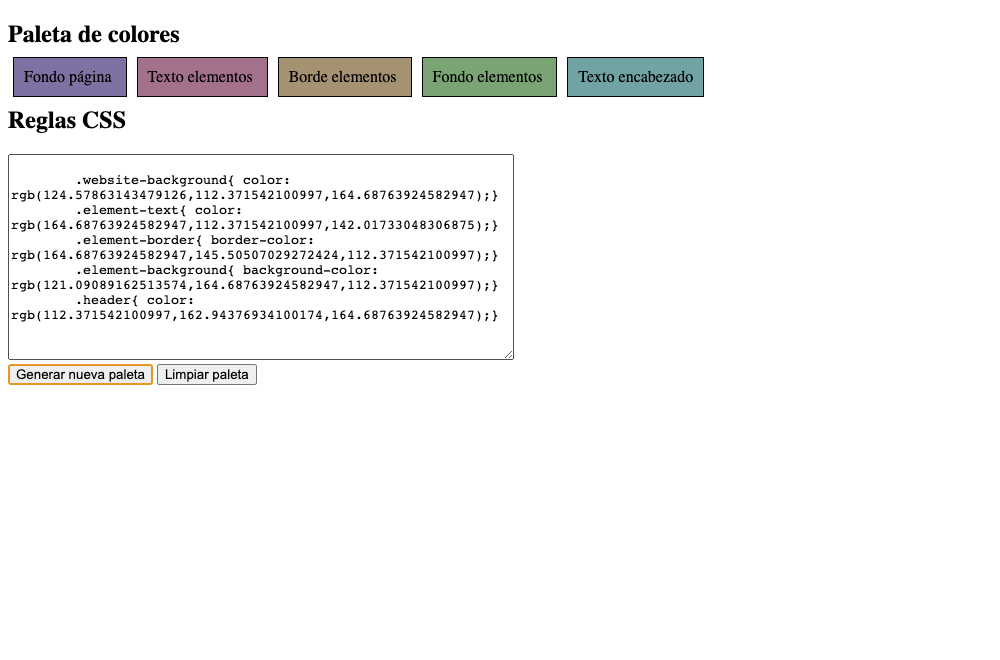 Paleta de colores
Fondo página Texto elementos Borde elementos Fondo elementos Texto encabezado
Reglas CSS
.website-background{ color:
rgb(124.57863143479126,112.371542100997,164.68763924582947);}
.element-text{ color:
rgb(164.68763924582947,112.371542100997,142.01733048306875);}
.element-border{ border-color:
rgb(164.68763924582947,145.50507029272424,112.371542100997);}
.element-background{ background-color:
rgb(121.09089162513574,164.68763924582947,112.371542100997);}
.header{ color:
rgb(112.371542100997,162.94376934100174,164.68763924582947);}
Generar nueva paleta Limpiar paleta